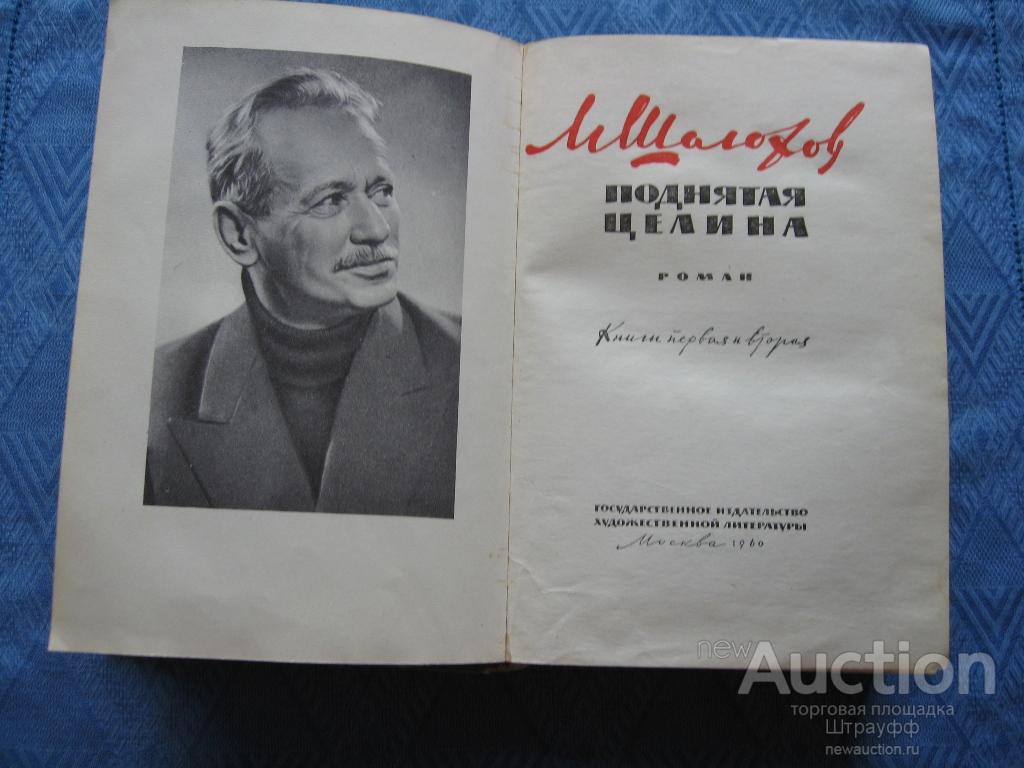 М. Шолохов
ПОДНЯТАЯ
ЦЕЛИНА
РОМАН
Книги первая и вторая
ГОСУДАРСТВЕННОЕ ИЗДАТЕЛЬСТВО
ХУДОЖЕСТВЕННОЙ ЛИТЕРАТУРЫ
Москва 1960
newAuction
торговая площадка
Штрауфф
newauction.ru